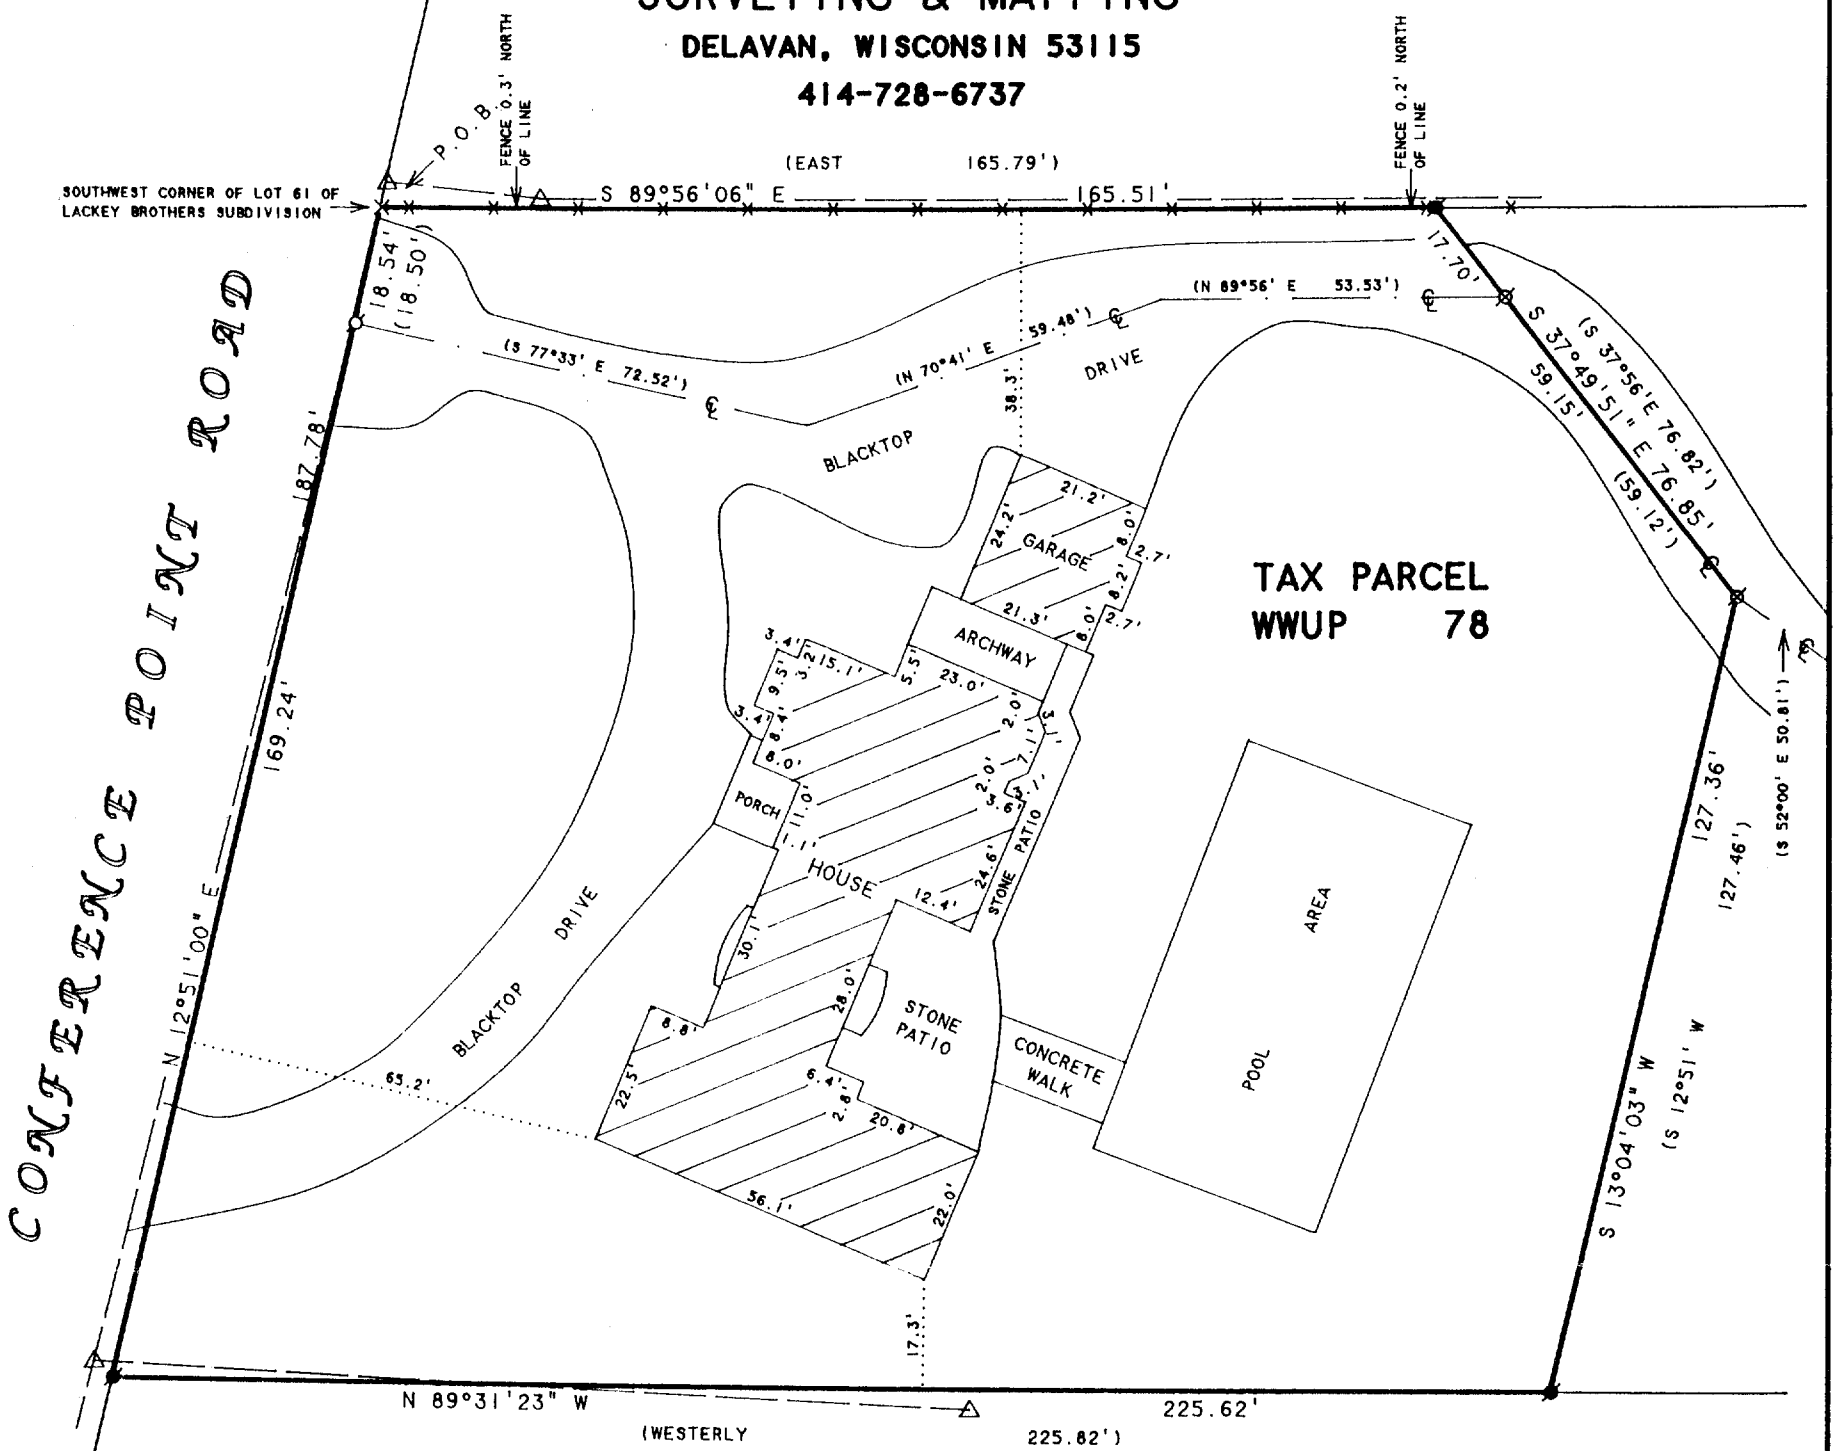 SURVEYING & MAPPING
DELAVAN, WISCONSIN 53115
414-728-6737
P.O.B.
FENCE 0.3' NORTH
OF LINE
FENCE 0.2' NORTH
OF LINE
(EAST 165.79')
SOUTHWEST CORNER OF LOT 61 OF
LACKEY BROTHERS SUBDIVISION
S 89°56'06" E 165.51'
18.54'
(18.50')
17.70'
(N 89°56' E 53.53')
(S 77°33' E 72.52')
(N 70°41' E 59.48')
38.3'
BLACKTOP
DRIVE
S 37°49'51" E 76.85'
(S 37°56'E 76.82')
59.15'
(59.12')
187.78'
169.24'
N 12°51'00" E
CONFERENCE POINT ROAD
21.2'
24.2'
GARAGE
8.0'
2.7'
8.2'
2.7'
8.0'
21.3'
ARCHWAY
TAX PARCEL
WWUP 78
3.4'
3.2'
15.1'
9.5'
5.5'
23.0'
2.0'
3.1'
3.4'
8.4'
8.0'
7.1'
2.0'
3.1'
3.6'
PORCH
11.0'
1.1'
HOUSE
24.6'
STONE PATIO
12.4'
30.1'
28.0'
STONE
PATIO
CONCRETE
WALK
POOL AREA
BLACKTOP DRIVE
8.8'
22.5'
6.4'
2.8'
20.8'
56.1'
22.0'
65.2'
17.3'
127.36'
127.46')
(S 52°00' E 50.81')
S 13°04'03" W
(S 12°51' W
N 89°31'23" W 225.62'
(WESTERLY 225.82')